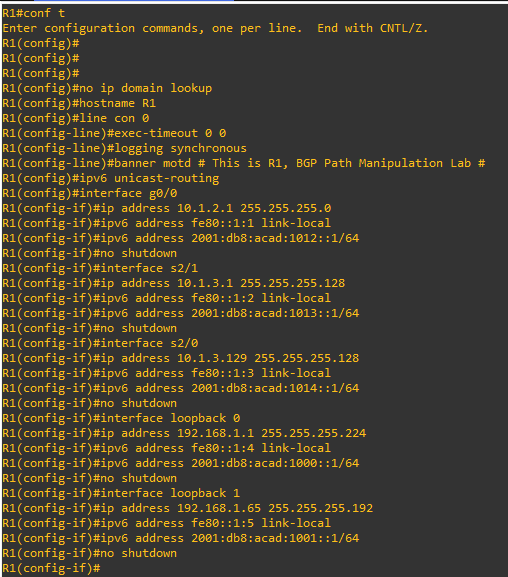 R1#conf t
Enter configuration commands, one per line.  End with CNTL/Z.
R1(config)#
R1(config)#
R1(config)#
R1(config)#no ip domain lookup
R1(config)#hostname R1
R1(config)#line con 0
R1(config-line)#exec-timeout 0 0
R1(config-line)#logging synchronous
R1(config-line)#banner motd # This is R1, BGP Path Manipulation Lab #
R1(config)#ipv6 unicast-routing
R1(config)#interface g0/0
R1(config-if)#ip address 10.1.2.1 255.255.255.0
R1(config-if)#ipv6 address fe80::1:1 link-local
R1(config-if)#ipv6 address 2001:db8:acad:1012::1/64
R1(config-if)#no shutdown
R1(config-if)#interface s2/1
R1(config-if)#ip address 10.1.3.1 255.255.255.128
R1(config-if)#ipv6 address fe80::1:2 link-local
R1(config-if)#ipv6 address 2001:db8:acad:1013::1/64
R1(config-if)#no shutdown
R1(config-if)#interface s2/0
R1(config-if)#ip address 10.1.3.129 255.255.255.128
R1(config-if)#ipv6 address fe80::1:3 link-local
R1(config-if)#ipv6 address 2001:db8:acad:1014::1/64
R1(config-if)#no shutdown
R1(config-if)#interface loopback 0
R1(config-if)#ip address 192.168.1.1 255.255.255.224
R1(config-if)#ipv6 address fe80::1:4 link-local
R1(config-if)#ipv6 address 2001:db8:acad:1000::1/64
R1(config-if)#no shutdown
R1(config-if)#interface loopback 1
R1(config-if)#ip address 192.168.1.65 255.255.255.192
R1(config-if)#ipv6 address fe80::1:5 link-local
R1(config-if)#ipv6 address 2001:db8:acad:1001::1/64
R1(config-if)#no shutdown
R1(config-if)#